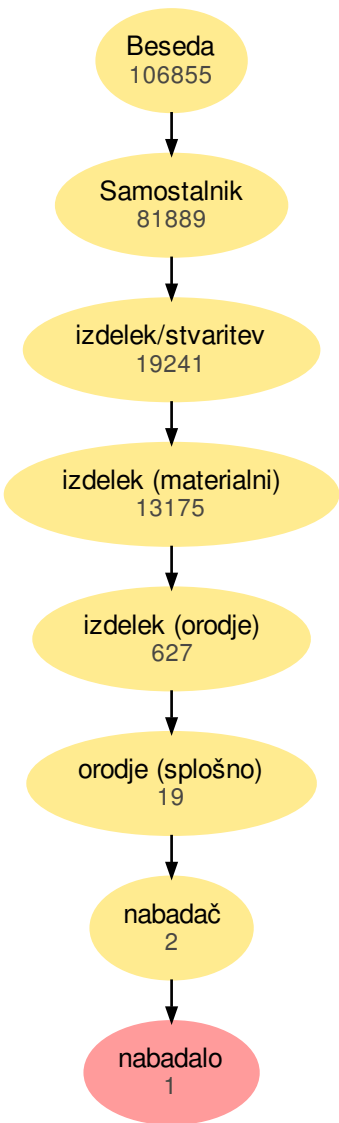 Beseda
106855
Samostalnik
81889
izdelek/stvaritev
19241
izdelek (materialni)
13175
izdelek (orodje)
627
orodje (splošno)
19
nabadač
2
nabadalo
1